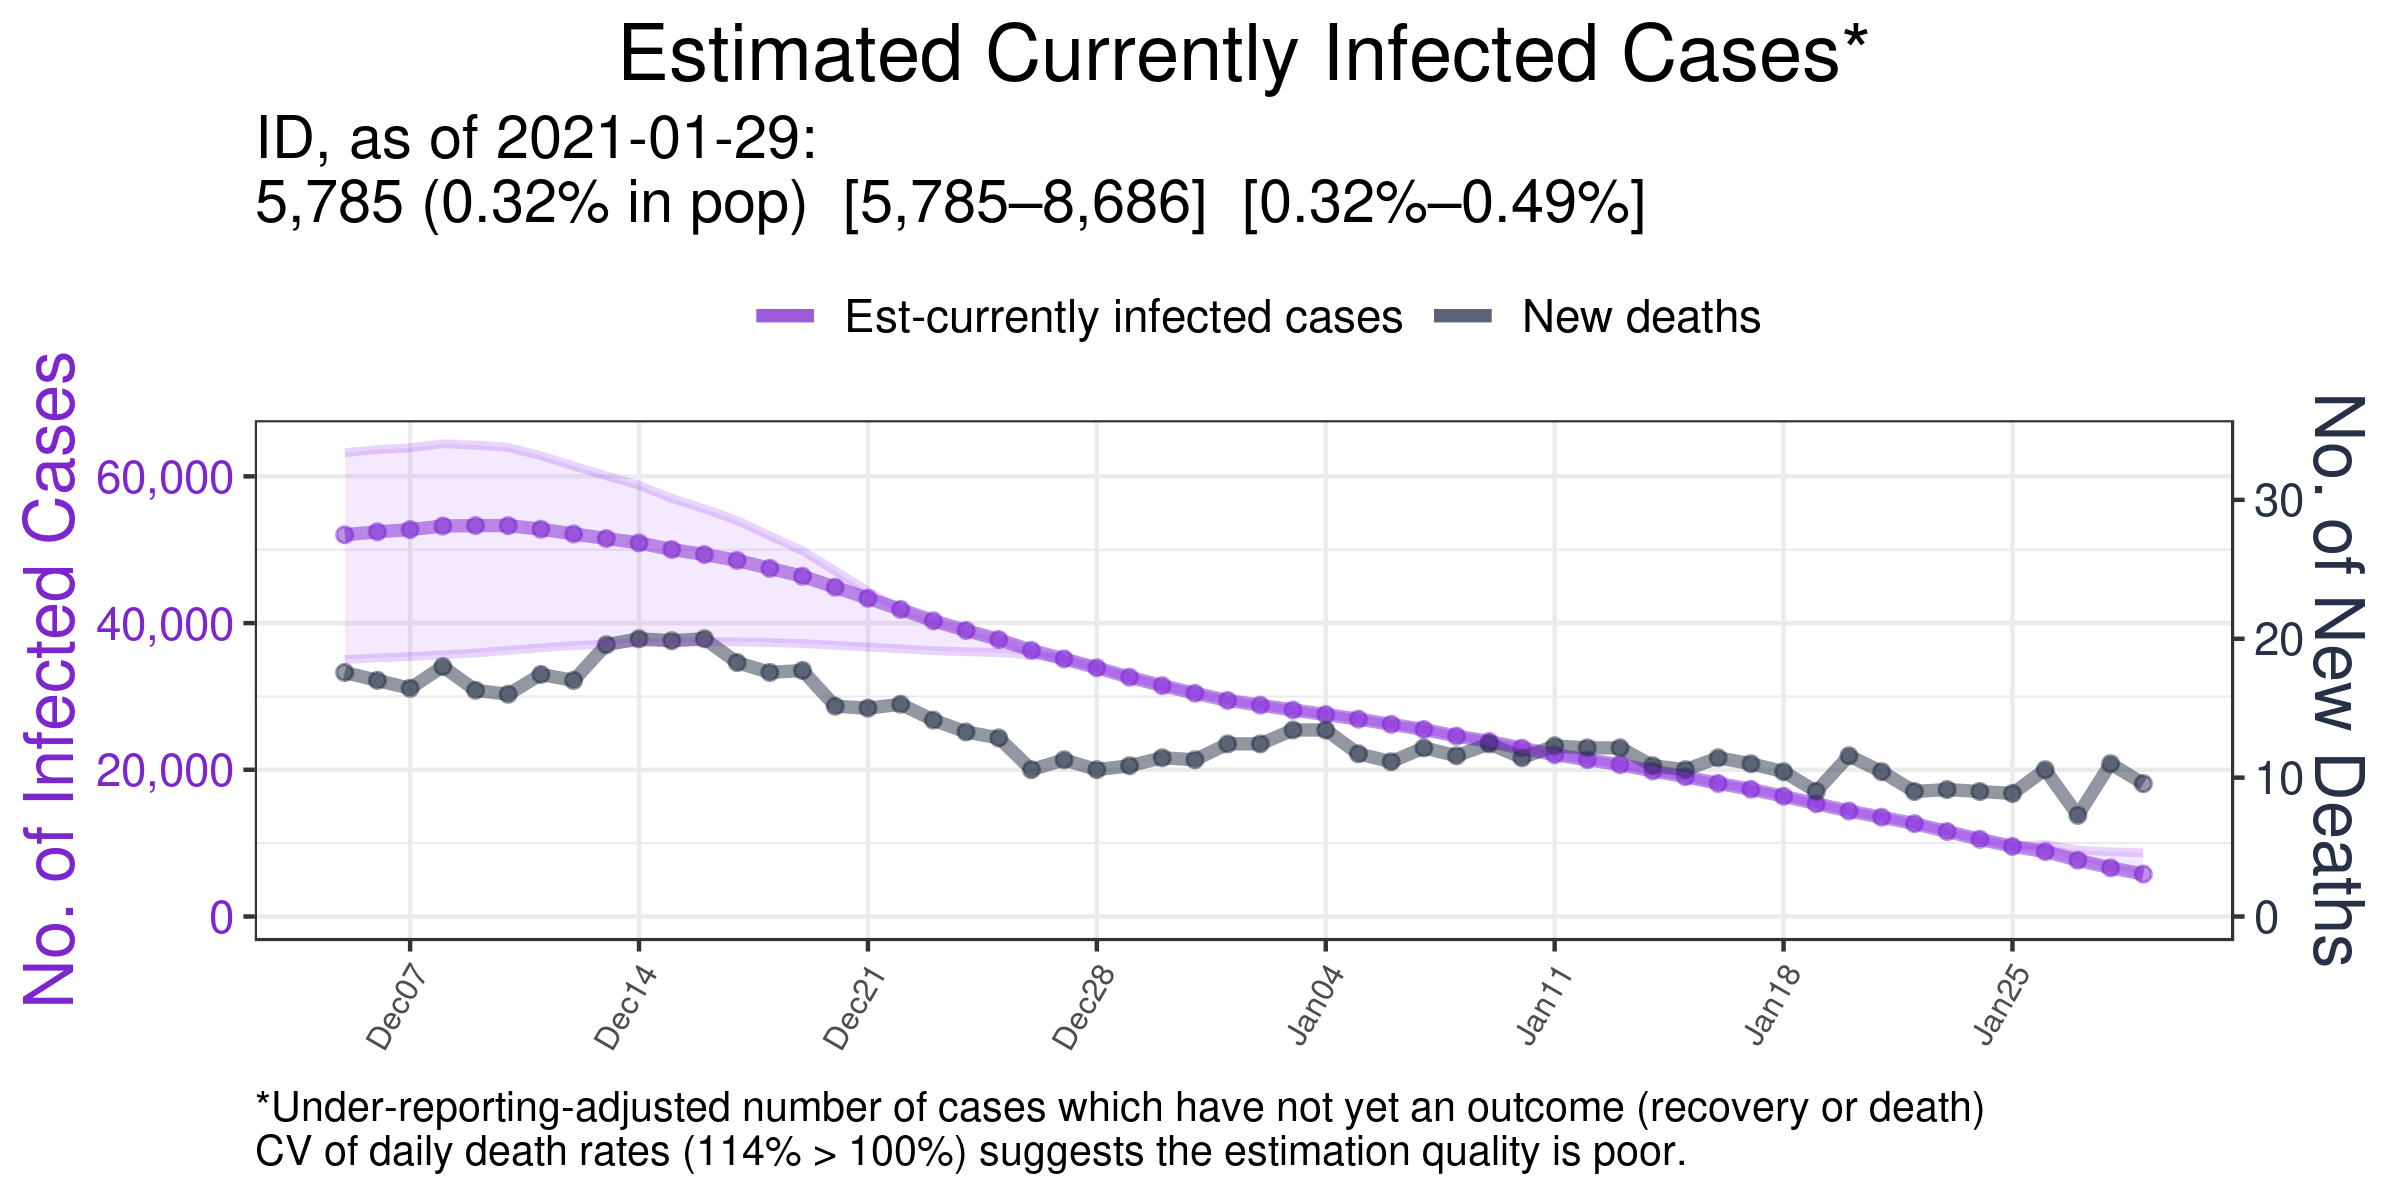 Estimated Currently Infected Cases*
ID, as of 2021-01-29:
5,785 (0.32% in pop)  [5,785–8,686]  [0.32%–0.49%]
Est-currently infected cases
New deaths
No. of Infected Cases
60,000
40,000
20,000
0
30
20
10
0
No. of New Deaths
Dec07
Dec14
Dec21
Dec28
Jan04
Jan11
Jan18
Jan25
*Under-reporting-adjusted number of cases which have not yet an outcome (recovery or death)
CV of daily death rates (114% > 100%) suggests the estimation quality is poor.